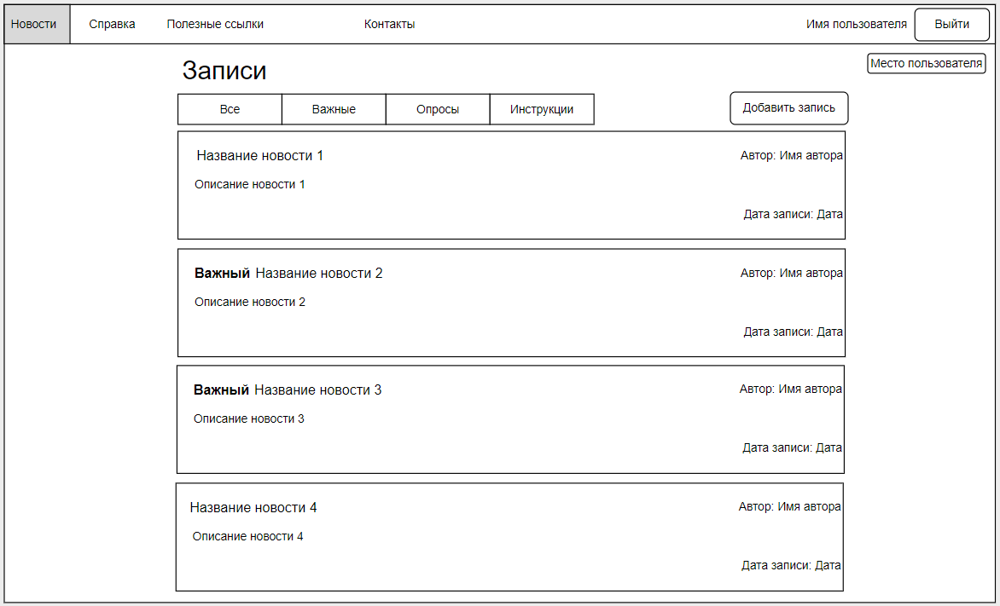 Новости Справка Полезные ссылки Контакты Имя пользователя Выйти
Место пользователя
Записи
Все Важные Опросы Инструкции Добавить запись
Название новости 1 Автор: Имя автора
Описание новости 1
Дата записи: Дата
Важный Название новости 2 Автор: Имя автора
Описание новости 2
Дата записи: Дата
Важный Название новости 3 Автор: Имя автора
Описание новости 3
Дата записи: Дата
Название новости 4 Автор: Имя автора
Описание новости 4
Дата записи: Дата